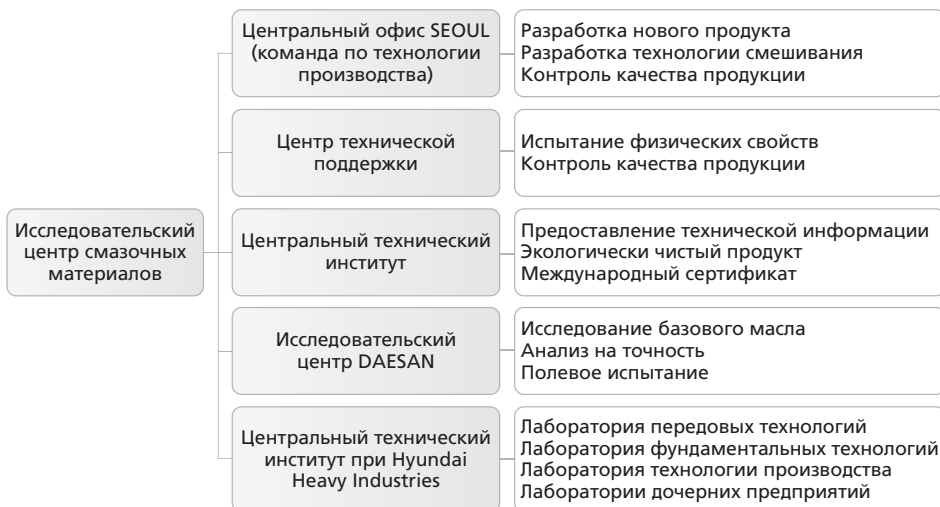 Исследовательский
центр смазочных
материалов
Центральный офис SEOUL
(команда по технологии
производства)
Разработка нового продукта
Разработка технологии смешивания
Контроль качества продукции
Центр технической
поддержки
Испытание физических свойств
Контроль качества продукции
Центральный технический
институт
Предоставление технической информации
Экологически чистый продукт
Международный сертификат
Исследовательский
центр DAESAN
Исследование базового масла
Анализ на точность
Полевое испытание
Центральный технический
институт при Hyundai
Heavy Industries
Лаборатория передовых технологий
Лаборатория фундаментальных технологий
Лаборатория технологии производства
Лаборатории дочерних предприятий